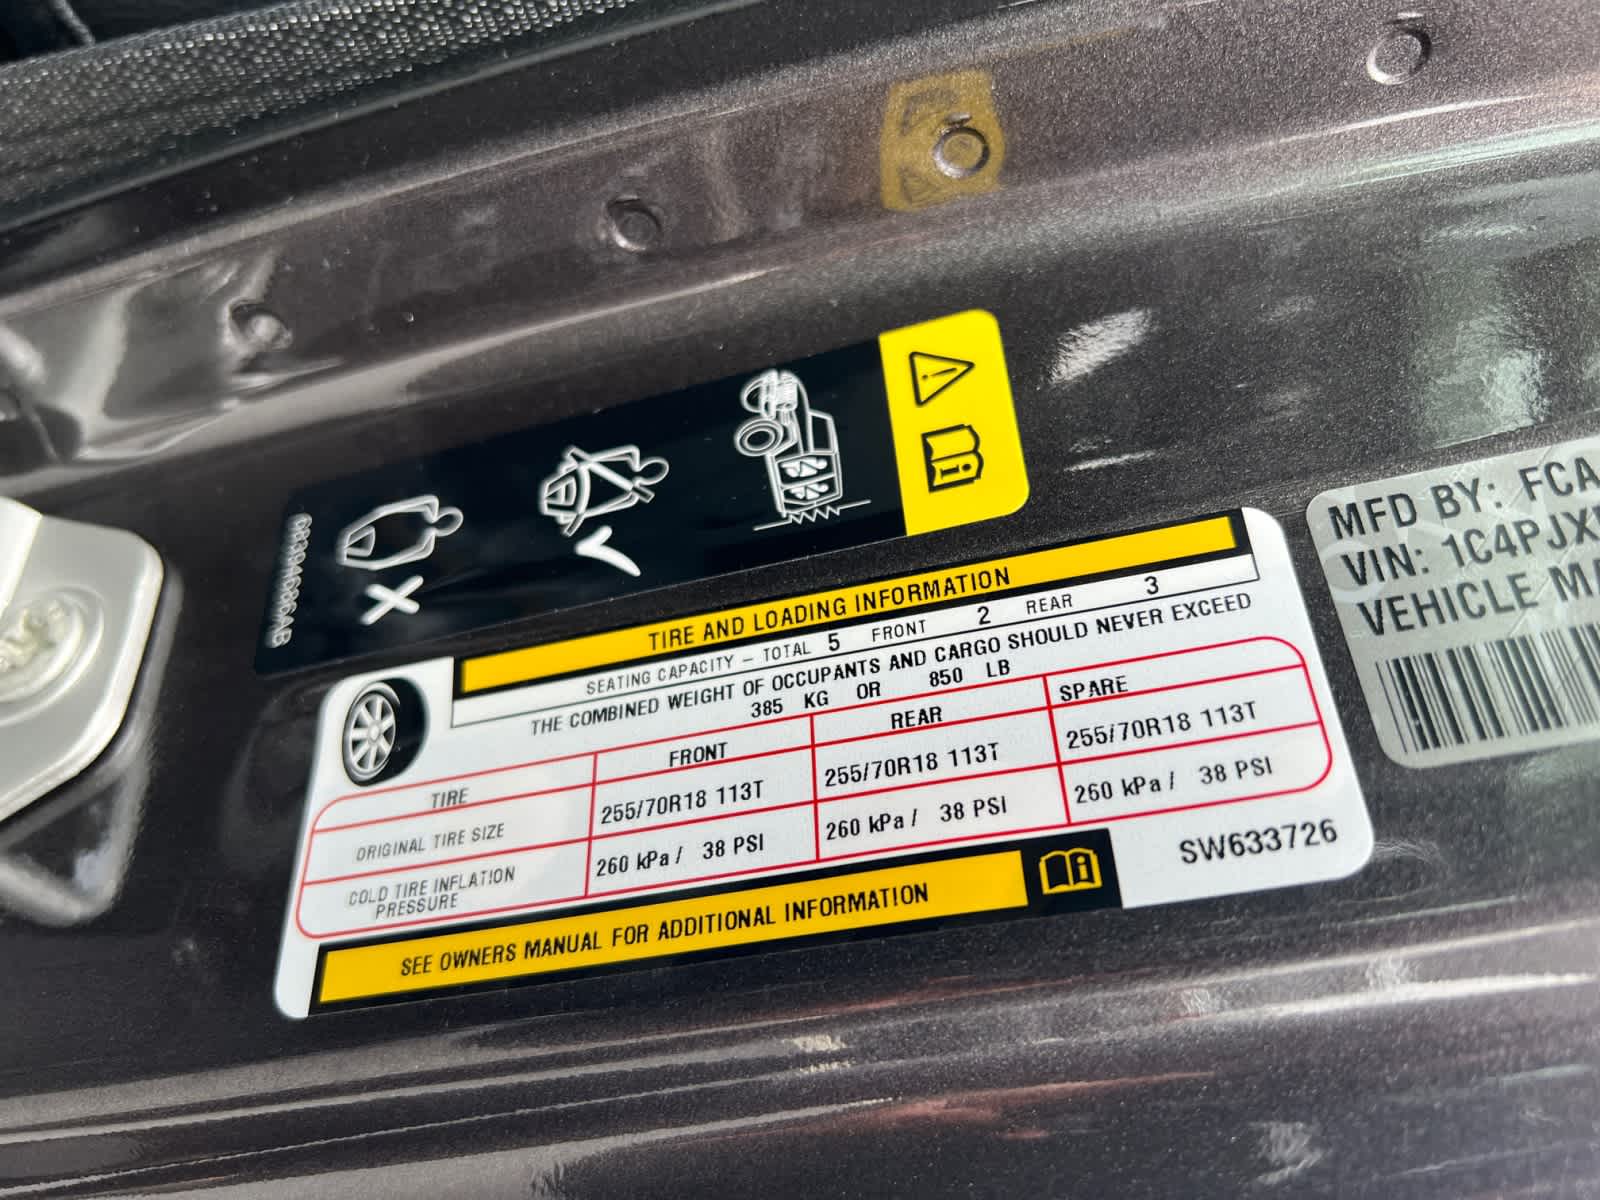 68394686AB
TIRE AND LOADING INFORMATION
SEATING CAPACITY – TOTAL 5 FRONT 2 REAR 3
THE COMBINED WEIGHT OF OCCUPANTS AND CARGO SHOULD NEVER EXCEED
385 KG OR 850 LB
TIRE FRONT REAR SPARE
ORIGINAL TIRE SIZE 255/70R18 113T 255/70R18 113T 255/70R18 113T
COLD TIRE INFLATION
PRESSURE 260 kPa / 38 PSI 260 kPa / 38 PSI 260 kPa / 38 PSI
SEE OWNERS MANUAL FOR ADDITIONAL INFORMATION
SW633726
MFD BY: FCA
VIN: 1C4PJX
VEHICLE MA